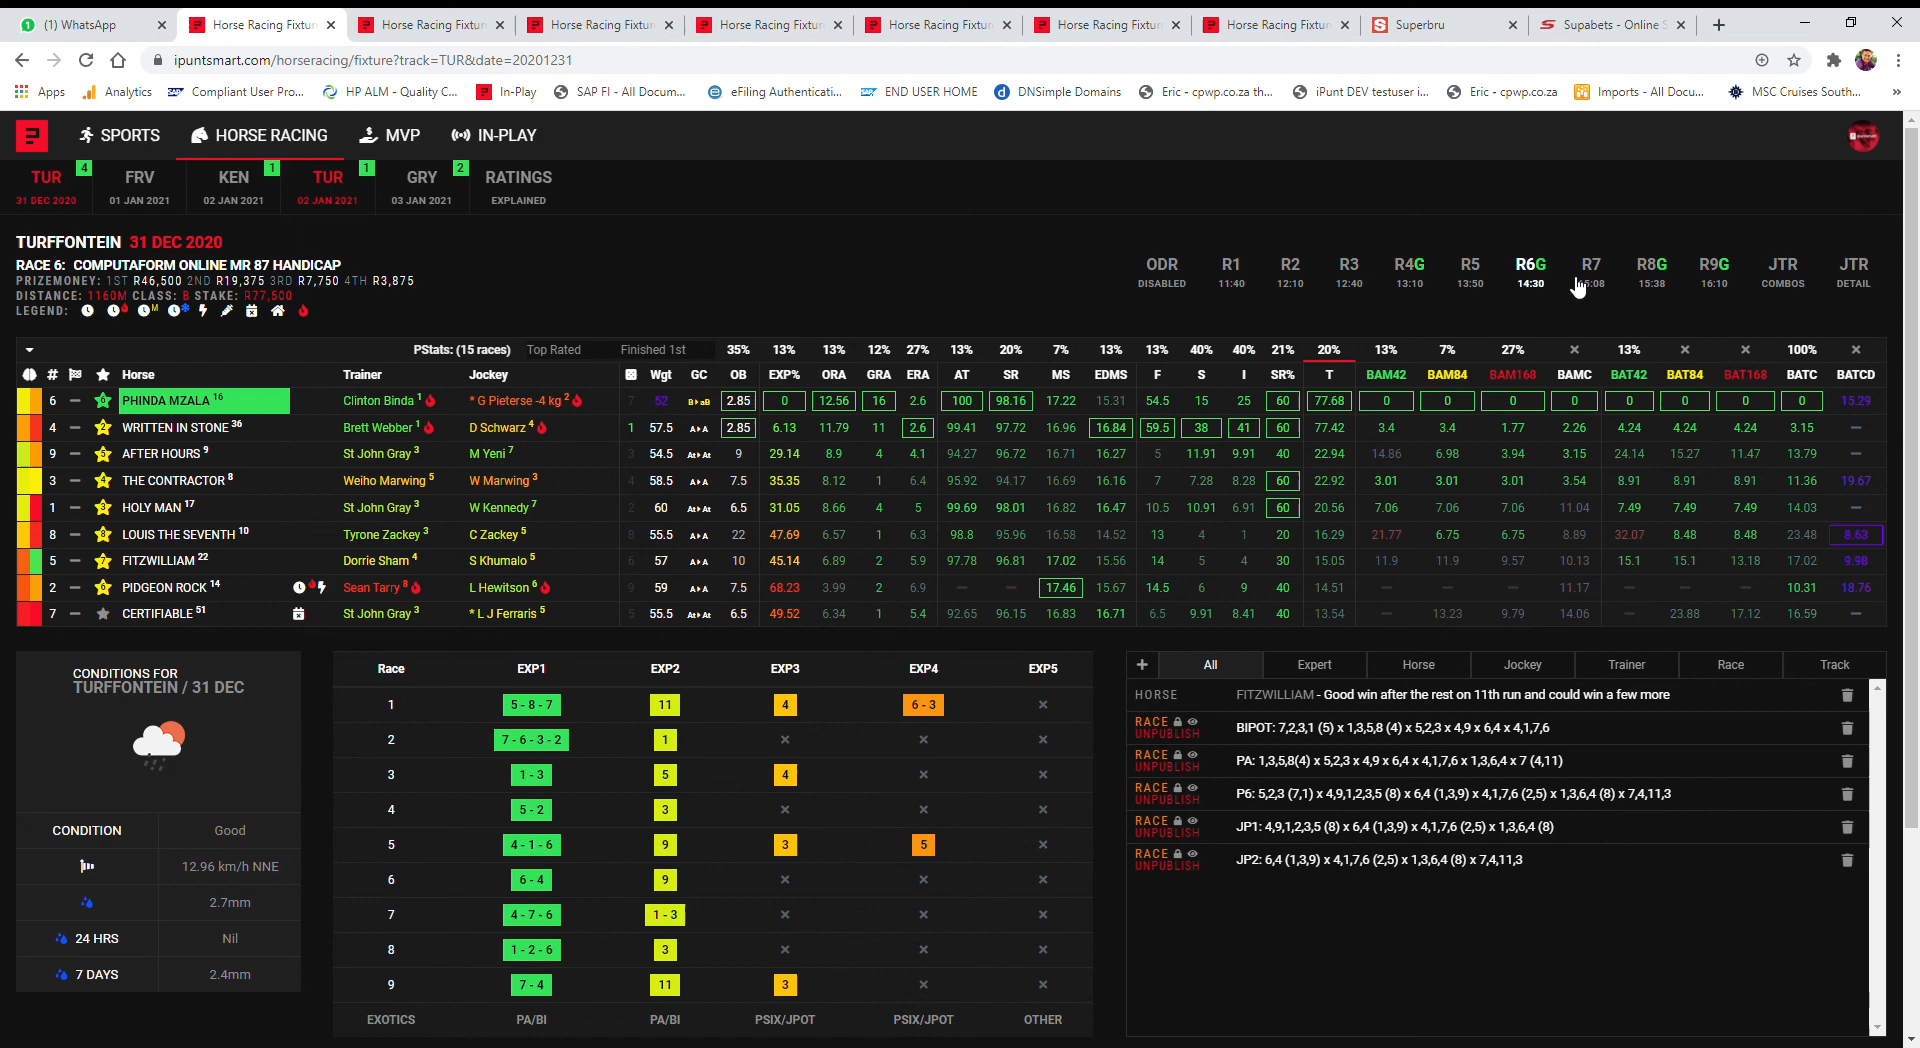 (1) WhatsApp Horse Racing Fixtur Horse Racing Fixtur Horse Racing Fixtur Horse Racing Fixtur Horse Racing Fixtur Horse Racing Fixtur Horse Racing Fixtur Superbru Supabets - Online S
ipuntsmart.com/horseracing/fixture?track=TUR&date=20201231
Apps Analytics Compliant User Pro... HP ALM - Quality C... In-Play SAP FI - All Docum... eFiling Authenticati... END USER HOME DNSimple Domains Eric - cpwp.co.za th... iPunt DEV testuser i... Eric - cpwp.co.za Imports - All Docu... MSC Cruises South... »
SPORTS HORSE RACING MVP IN-PLAY
TUR 4 FRV KEN 1 TUR 1 GRY 2 RATINGS
31 DEC 2020 01 JAN 2021 02 JAN 2021 02 JAN 2021 03 JAN 2021 EXPLAINED
TURFFONTEIN 31 DEC 2020
RACE 6: COMPUTAFORM ONLINE MR 87 HANDICAP
PRIZEMONEY: 1ST R46,500 2ND R19,375 3RD R7,750 4TH R3,875
DISTANCE: 1160M CLASS: B STAKE: R77,500
LEGEND:
ODR R1 R2 R3 R4G R5 R6G R7 R8G R9G JTR JTR
DISABLED 11:40 12:10 12:40 13:10 13:50 14:30 15:08 15:38 16:10 COMBOS DETAIL
PStats: (15 races) Top Rated Finished 1st 35% 13% 13% 12% 27% 13% 20% 7% 13% 13% 40% 40% 21% 20% 13% 7% 27% × 13% × × 100% ×
# Horse Trainer Jockey Wgt GC OB EXP% ORA GRA ERA AT SR MS EDMS F S I SR% T BAM42 BAM84 BAM168 BAMC BAT42 BAT84 BAT168 BATC BATCD
6 — 6 PHINDA MZALA 16 Clinton Binda 1 * G Pieterse -4 kg 2 7 52 B▸aB 2.85 0 12.56 16 2.6 100 98.16 17.22 15.31 54.5 15 25 60 77.68 0 0 0 0 0 0 0 0 15.29
4 — 2 WRITTEN IN STONE 36 Brett Webber 1 D Schwarz 4 1 57.5 A▸A 2.85 6.13 11.79 11 2.6 99.41 97.72 16.96 16.84 59.5 38 41 60 77.42 3.4 3.4 1.77 2.26 4.24 4.24 4.24 3.15 —
9 — 5 AFTER HOURS 9 St John Gray 3 M Yeni 7 3 54.5 At▸At 9 29.14 8.9 4 4.1 94.27 96.72 16.71 16.27 5 11.91 9.91 40 22.94 14.86 6.98 3.94 3.15 24.14 15.27 11.47 13.79 —
3 — 4 THE CONTRACTOR 8 Weiho Marwing 5 W Marwing 3 4 58.5 A▸A 7.5 35.35 8.12 1 6.4 95.92 94.17 16.69 16.16 7 7.28 8.28 60 22.92 3.01 3.01 3.01 3.54 8.91 8.91 8.91 11.36 19.67
1 — 3 HOLY MAN 17 St John Gray 3 W Kennedy 7 2 60 At▸At 6.5 31.05 8.66 4 5 99.69 98.01 16.82 16.47 10.5 10.91 6.91 60 20.56 7.06 7.06 7.06 11.04 7.49 7.49 7.49 14.03 —
8 — LOUIS THE SEVENTH 10 Tyrone Zackey 3 C Zackey 5 8 55.5 A▸A 22 47.69 6.57 1 6.3 98.8 95.96 16.58 14.52 13 4 1 20 16.29 21.77 6.75 6.75 8.89 32.07 8.48 8.48 23.48 8.63
5 — FITZWILLIAM 22 Dorrie Sham 4 S Khumalo 5 6 57 A▸A 10 45.14 6.89 2 5.9 97.78 96.81 17.02 15.56 14 5 4 30 15.05 11.9 11.9 9.57 10.13 15.1 15.1 13.18 17.02 9.98
2 — PIDGEON ROCK 14 Sean Tarry 8 L Hewitson 6 9 59 A▸A 7.5 68.23 3.99 2 6.9 — — 17.46 15.67 14.5 6 9 40 14.51 — — — 11.17 — — — 10.31 18.76
7 — CERTIFIABLE 51 St John Gray 3 * L J Ferraris 5 5 55.5 At▸At 6.5 49.52 6.34 1 5.4 92.65 96.15 16.83 16.71 6.5 9.91 8.41 40 13.54 — 13.23 9.79 14.06 — 23.88 17.12 16.59 —
CONDITIONS FOR
TURFFONTEIN / 31 DEC
CONDITION Good
12.96 km/h NNE
2.7mm
24 HRS Nil
7 DAYS 2.4mm
Race EXP1 EXP2 EXP3 EXP4 EXP5
1 5 - 8 - 7 11 4 6 - 3 ×
2 7 - 6 - 3 - 2 1 × × ×
3 1 - 3 5 4 × ×
4 5 - 2 3 × × ×
5 4 - 1 - 6 9 3 5 ×
6 6 - 4 9 × × ×
7 4 - 7 - 6 1 - 3 × × ×
8 1 - 2 - 6 3 × × ×
9 7 - 4 11 3 × ×
EXOTICS PA/BI PA/BI PSIX/JPOT PSIX/JPOT OTHER
+ All Expert Horse Jockey Trainer Race Track
HORSE FITZWILLIAM - Good win after the rest on 11th run and could win a few more
RACE UNPUBLISH BIPOT: 7,2,3,1 (5) x 1,3,5,8 (4) x 5,2,3 x 4,9 x 6,4 x 4,1,7,6
RACE UNPUBLISH PA: 1,3,5,8(4) x 5,2,3 x 4,9 x 6,4 x 4,1,7,6 x 1,3,6,4 x 7 (4,11)
RACE UNPUBLISH P6: 5,2,3 (7,1) x 4,9,1,2,3,5 (8) x 6,4 (1,3,9) x 4,1,7,6 (2,5) x 1,3,6,4 (8) x 7,4,11,3
RACE UNPUBLISH JP1: 4,9,1,2,3,5 (8) x 6,4 (1,3,9) x 4,1,7,6 (2,5) x 1,3,6,4 (8)
RACE UNPUBLISH JP2: 6,4 (1,3,9) x 4,1,7,6 (2,5) x 1,3,6,4 (8) x 7,4,11,3